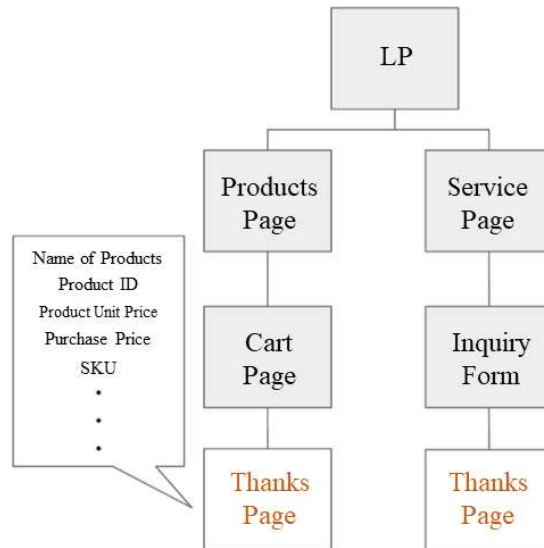 LP
Products
Page
Service
Page
Name of Products
Product ID
Product Unit Price
Purchase Price
SKU
•
•
•
Cart
Page
Inquiry
Form
Thanks
Page
Thanks
Page